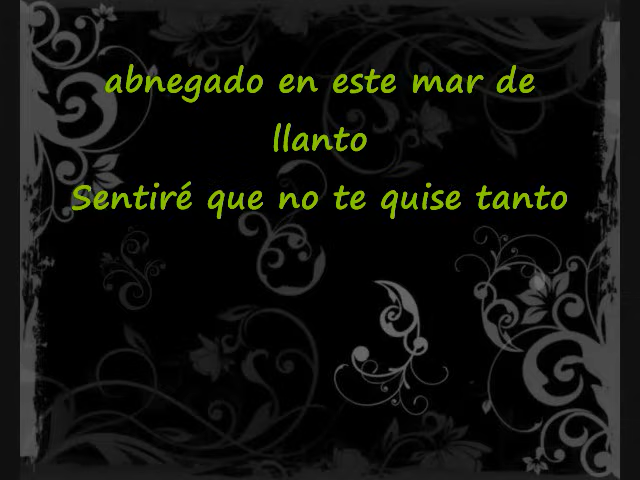 abnegado en este mar de
llanto
Sentiré que no te quise tanto